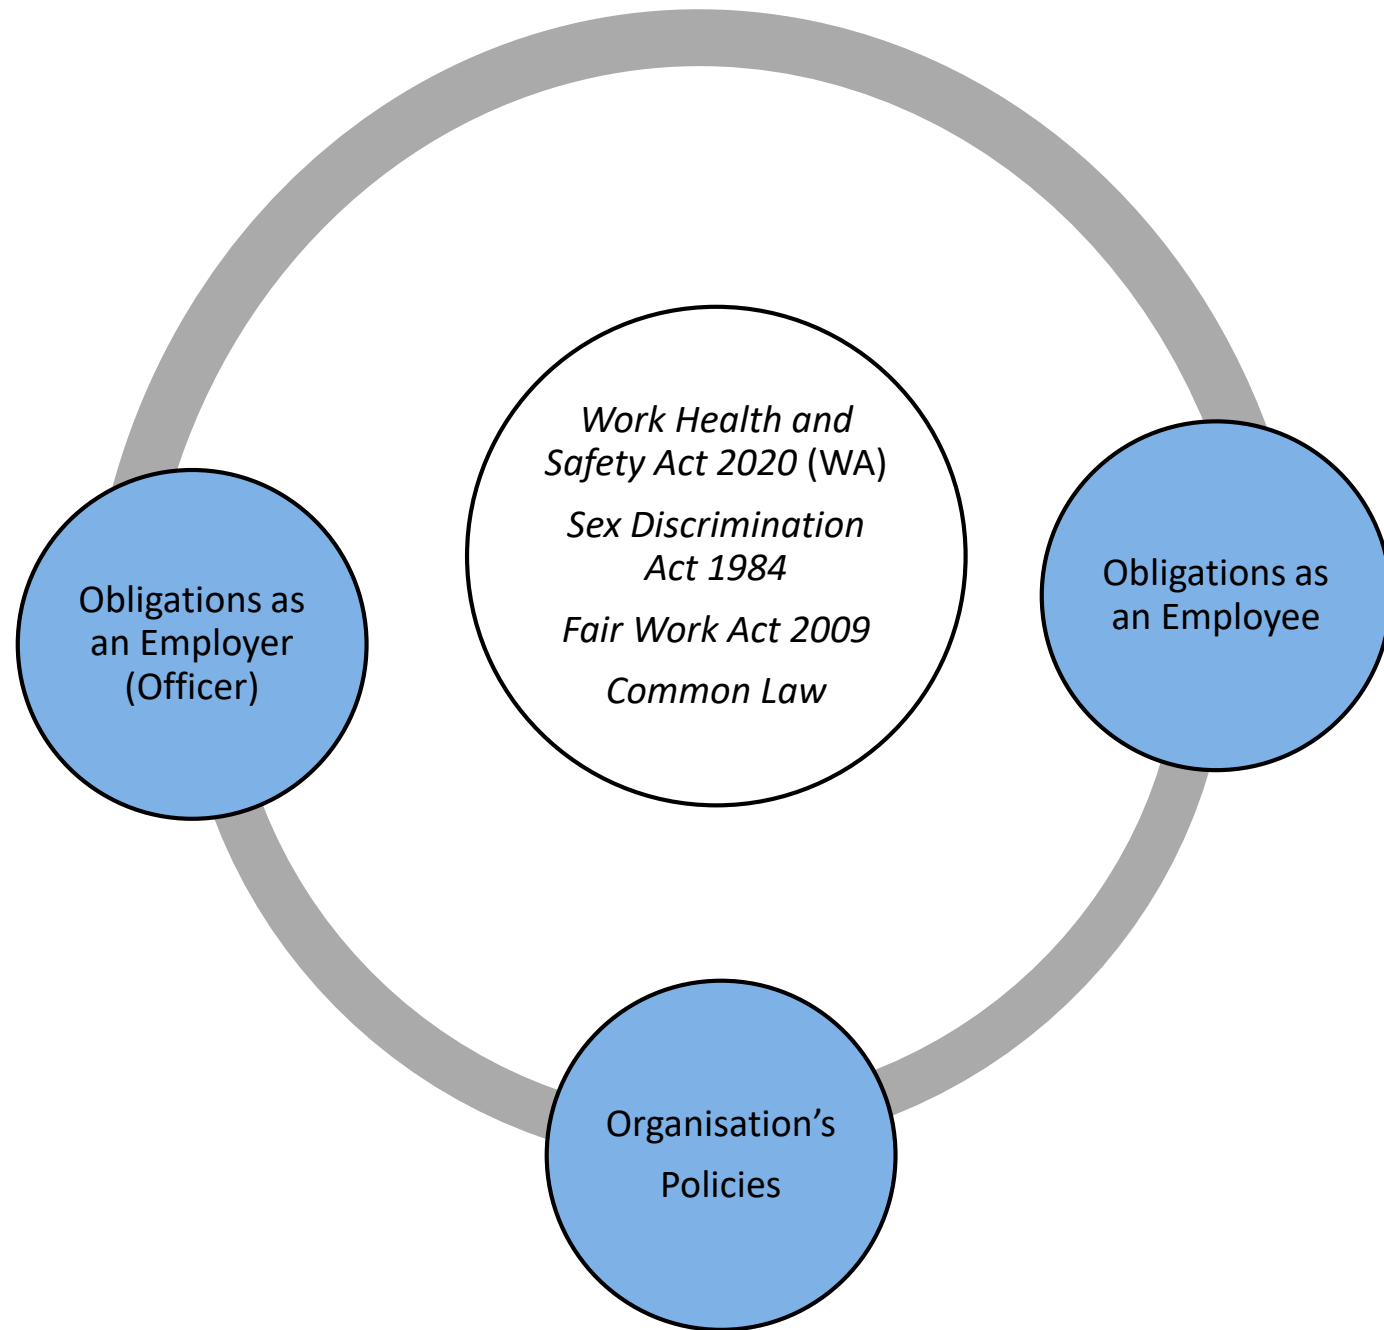 Work Health and
Safety Act 2020 (WA)
Sex Discrimination
Act 1984
Fair Work Act 2009
Common Law
Obligations as
an Employer
(Officer)
Obligations as
an Employee
Organisation’s
Policies